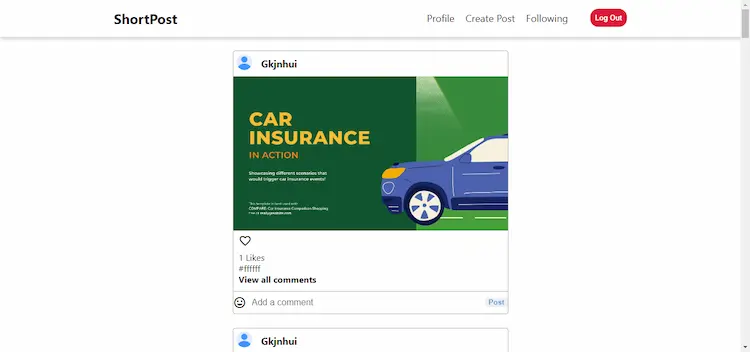 ShortPost
Profile
Create Post
Following
Log Out
Gkjnhui
CAR
INSURANCE
IN ACTION
Showcasing different scenarios that
would trigger car insurance events!
1 Likes
#ffffff
View all comments
Add a comment
Post
Gkjnhui